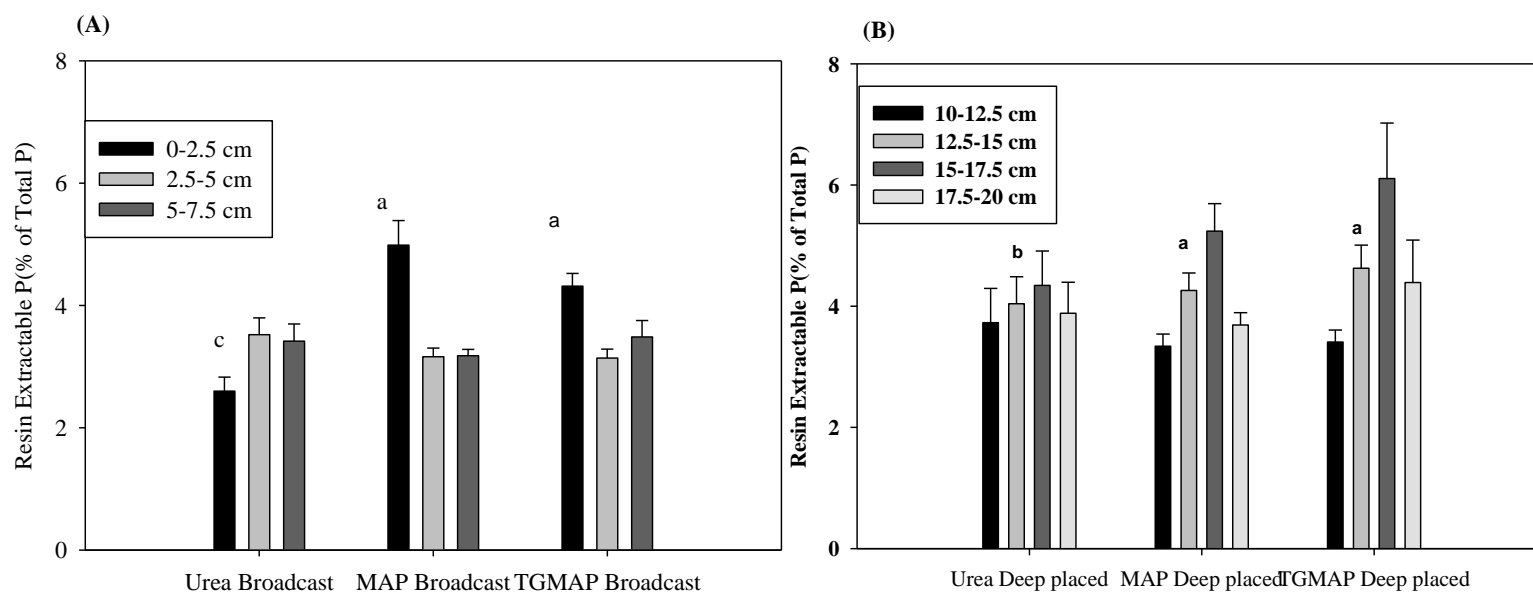 (A)
Resin Extractable P(% of Total P)
8
6
4
2
0
0-2.5 cm
2.5-5 cm
5-7.5 cm
c
a
a
Urea Broadcast
MAP Broadcast
TGMAP Broadcast
(B)
Resin Extractable P(% of Total P)
8
6
4
2
0
10-12.5 cm
12.5-15 cm
15-17.5 cm
17.5-20 cm
b
a
a
Urea Deep placed
MAP Deep placed
TGMAP Deep placed